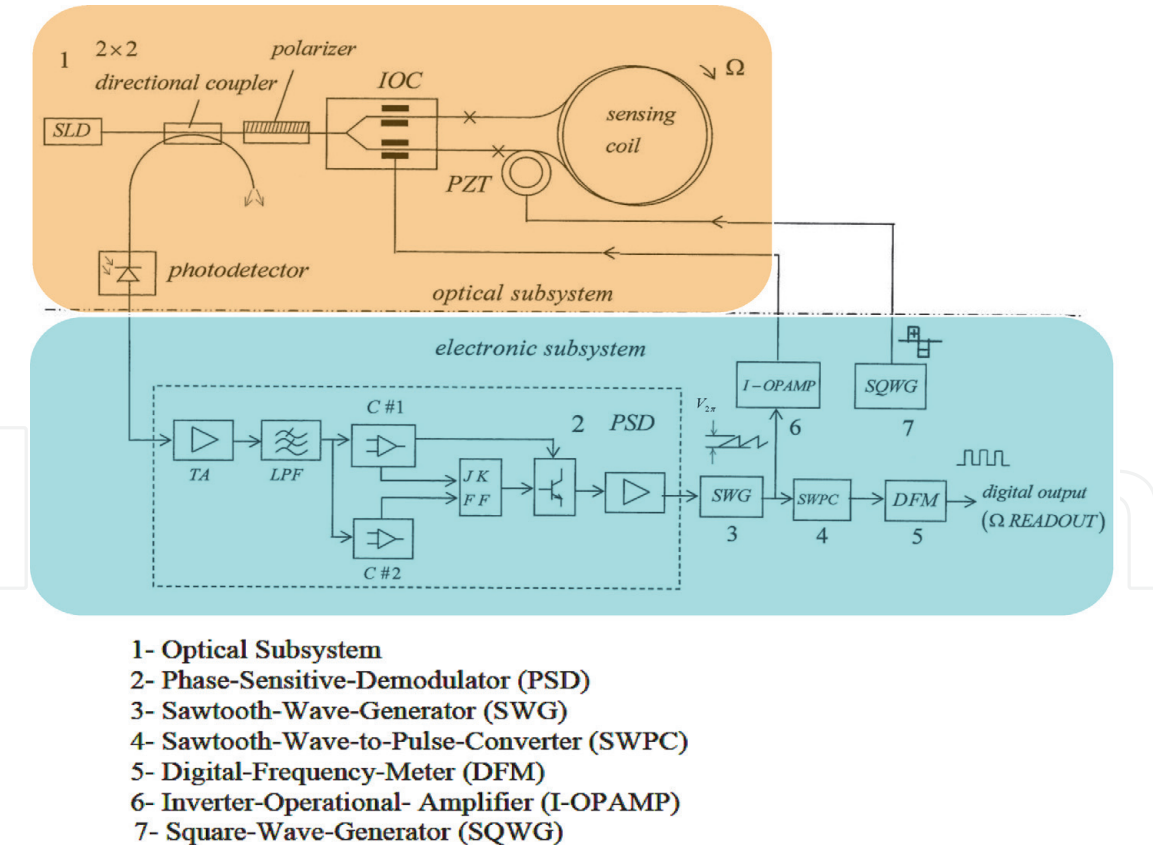 1
2×2
directional coupler
polarizer
IOC
Ω
SLD
sensing
coil
PZT
photodetector
optical subsystem
electronic subsystem
C #1
2 PSD
V2π
I-OPAMP
6
SQWG
7
TA
LPF
J K
F F
C #2
SWG
3
SWPC
4
DFM
5
digital output
(Ω READOUT)
1- Optical Subsystem
2- Phase-Sensitive-Demodulator (PSD)
3- Sawtooth-Wave-Generator (SWG)
4- Sawtooth-Wave-to-Pulse-Converter (SWPC)
5- Digital-Frequency-Meter (DFM)
6- Inverter-Operational- Amplifier (I-OPAMP)
7- Square-Wave-Generator (SQWG)